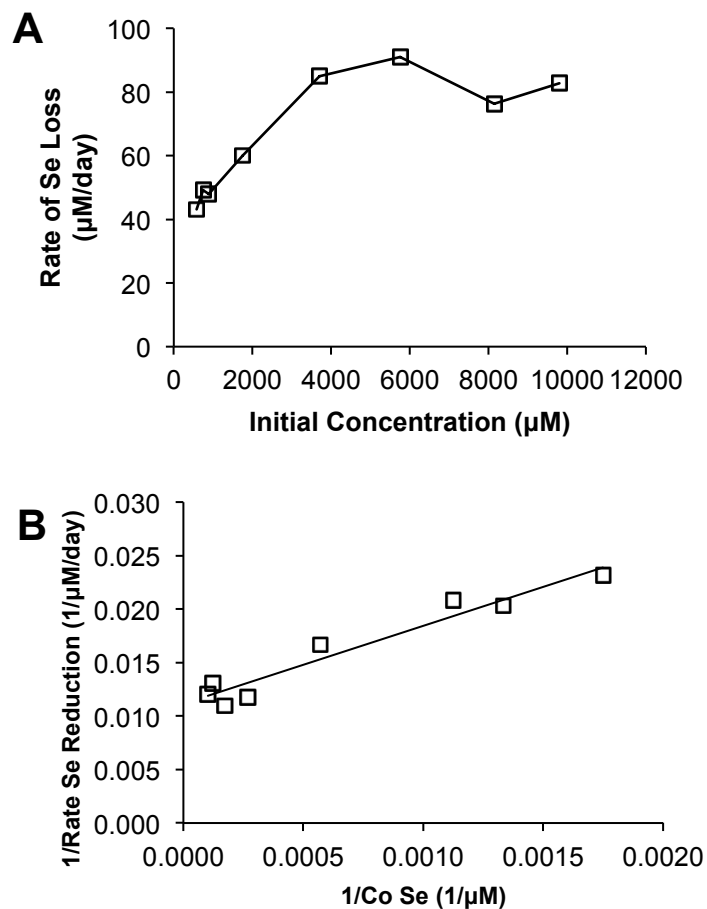 A
100
80
60
40
20
0
Rate of Se Loss
(µM/day)
0 2000 4000 6000 8000 10000 12000
Initial Concentration (µM)
B
0.030
0.025
0.020
0.015
0.010
0.005
0.000
1/Rate Se Reduction (1/µM/day)
0.0000 0.0005 0.0010 0.0015 0.0020
1/Co Se (1/µM)